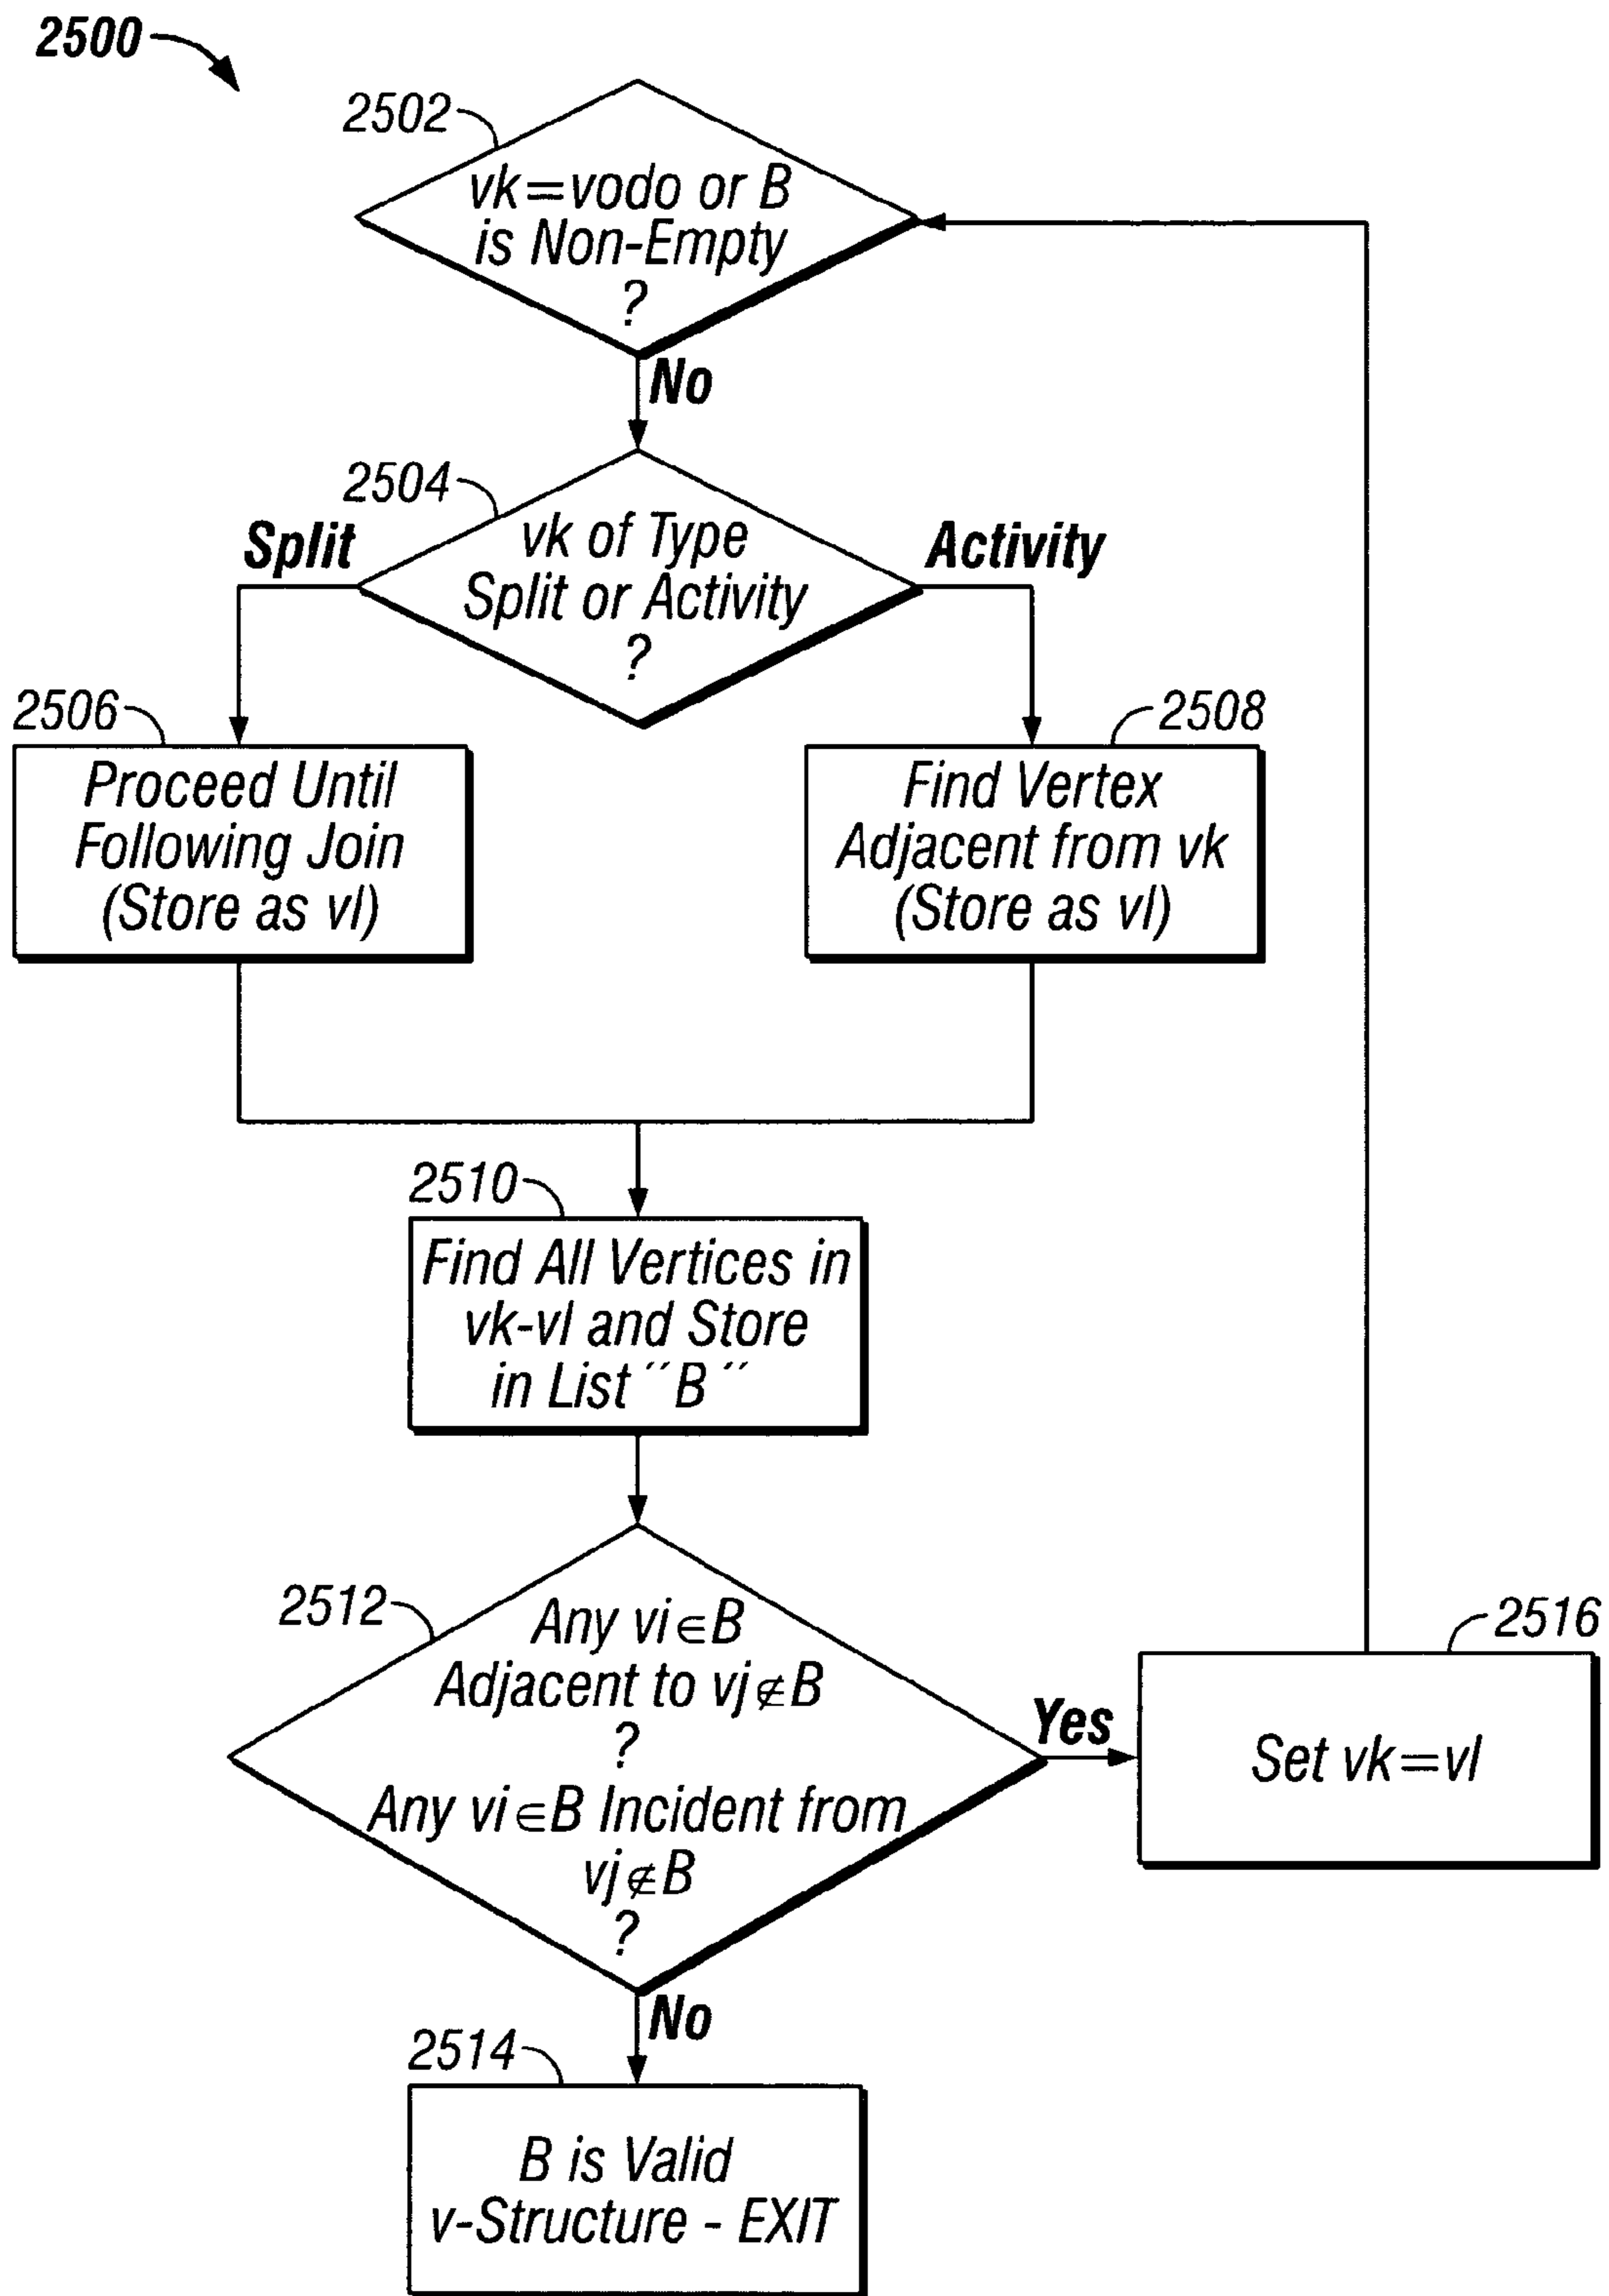 2500
2502
vk=vodo or B
is Non-Empty
?
No
2504
Split
vk of Type
Split or Activity
?
Activity
2506
Proceed Until
Following Join
(Store as vl)
2508
Find Vertex
Adjacent from vk
(Store as vl)
2510
Find All Vertices in
vk-vl and Store
in List ˝B˝
2512
Any vi∈B
Adjacent to vj∉B
?
Any vi∈B Incident from
vj∉B
?
Yes
2516
Set vk=vl
No
2514
B is Valid
v-Structure - EXIT